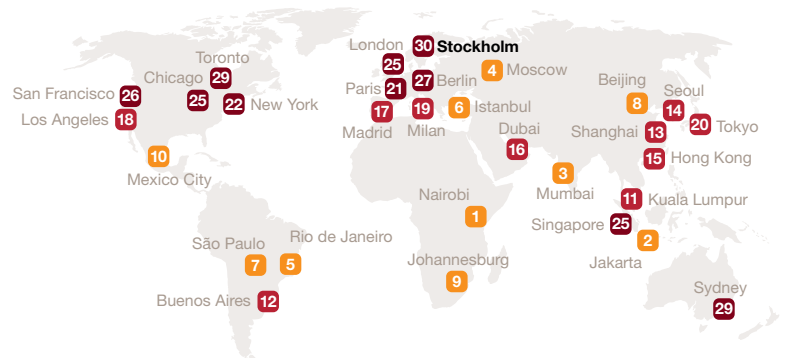 London
30
Stockholm
Toronto
25
4
Moscow
Chicago
29
Paris
21
27
Berlin
Beijing
San Francisco
26
25
22
New York
8
Seoul
Los Angeles
18
17
19
6
Istanbul
14
Madrid
Milan
Dubai
Shanghai
13
20
Tokyo
10
16
15
Hong Kong
Mexico City
3
Nairobi
Mumbai
11
Kuala Lumpur
1
Singapore
25
São Paulo
Rio de Janeiro
2
7
5
Johannesburg
Jakarta
9
Sydney
Buenos Aires
12
29